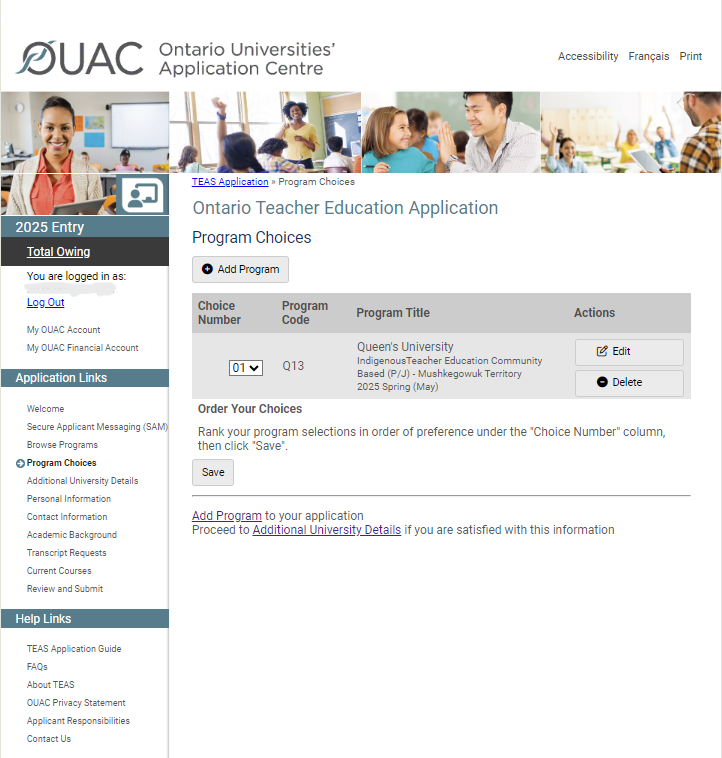 OUAC Ontario Universities'
Application Centre
Accessibility Français Print
TEAS Application » Program Choices
Ontario Teacher Education Application
2025 Entry
Total Owing
You are logged in as:
Log Out
My OUAC Account
My OUAC Financial Account
Application Links
Welcome
Secure Applicant Messaging (SAM)
Browse Programs
Program Choices
Additional University Details
Personal Information
Contact Information
Academic Background
Transcript Requests
Current Courses
Review and Submit
Help Links
TEAS Application Guide
FAQs
About TEAS
OUAC Privacy Statement
Applicant Responsibilities
Contact Us
Program Choices
Add Program
Choice Number
Program Code
Program Title
Actions
01
Q13
Queen's University
IndigenousTeacher Education Community
Based (P/J) - Mushkegowuk Territory
2025 Spring (May)
Edit
Delete
Order Your Choices
Rank your program selections in order of preference under the "Choice Number" column,
then click "Save".
Save
Add Program to your application
Proceed to Additional University Details if you are satisfied with this information